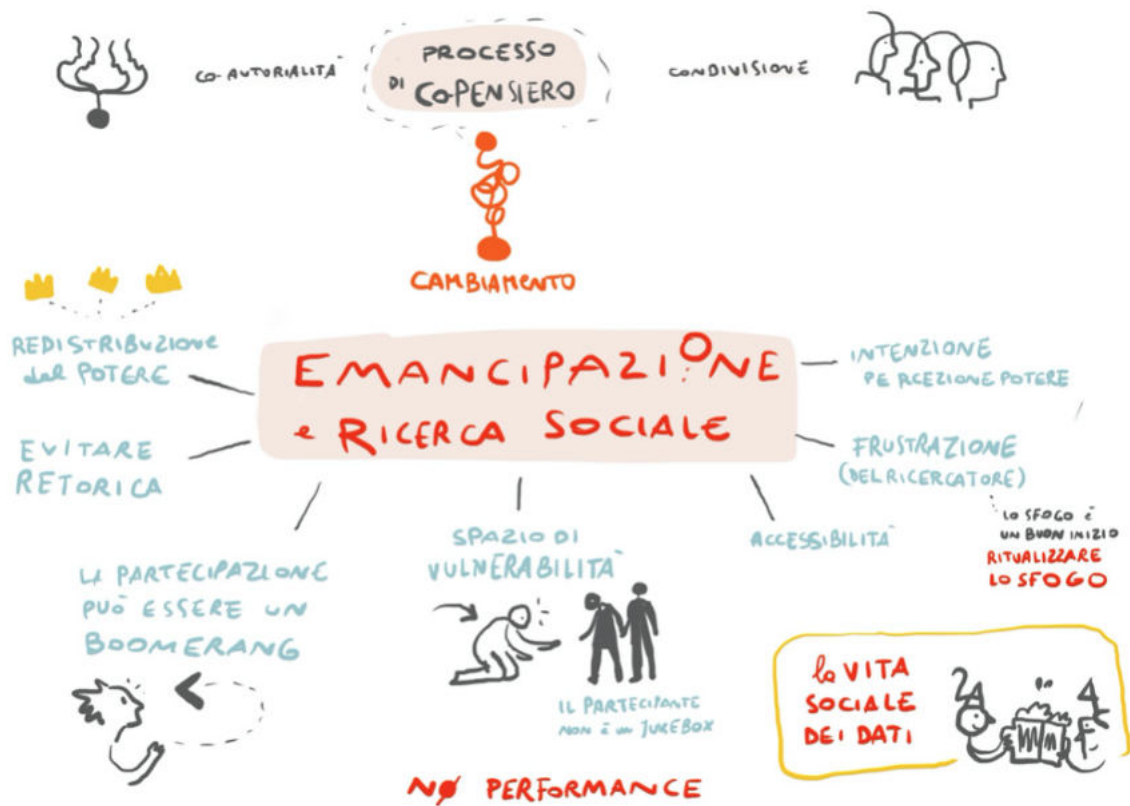 CO-AUTORIALITÀ
PROCESSO
DI COPENSIERO
CONDIVISIONE
CAMBIAMENTO
REDISTRIBUZIONE
del POTERE
EVITARE
RETORICA
EMANCIPAZIONE
e RICERCA SOCIALE
INTENZIONE
PERCEZIONE POTERE
FRUSTRAZIONE
(DEL RICERCATORE)
LO SFOGO È
UN BUON INIZIO
RITUALIZZARE
LO SFOGO
LA PARTECIPAZIONE
PUÒ ESSERE UN
BOOMERANG
SPAZIO DI
VULNERABILITÀ
ACCESSIBILITÀ
IL PARTECIPANTE
NON È UN JUKEBOX
NO PERFORMANCE
la VITA
SOCIALE
DEI DATI